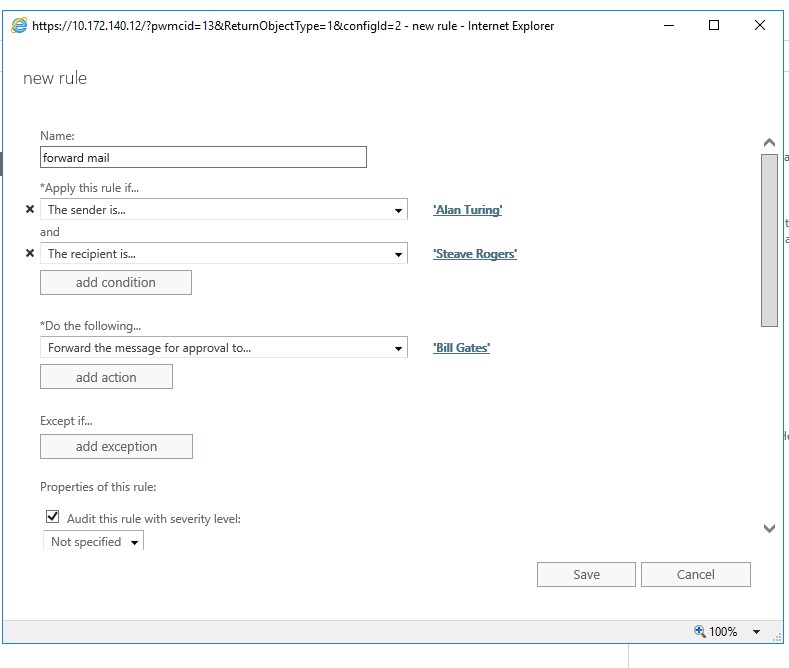 https://10.172.140.12/?pwmcid=13&ReturnObjectType=1&configId=2 - new rule - Internet Explorer
new rule
Name:
forward mail
*Apply this rule if...
The sender is... 'Alan Turing'
and
The recipient is... 'Steave Rogers'
add condition
*Do the following...
Forward the message for approval to... 'Bill Gates'
add action
Except if...
add exception
Properties of this rule:
Audit this rule with severity level:
Not specified
Save Cancel
100%